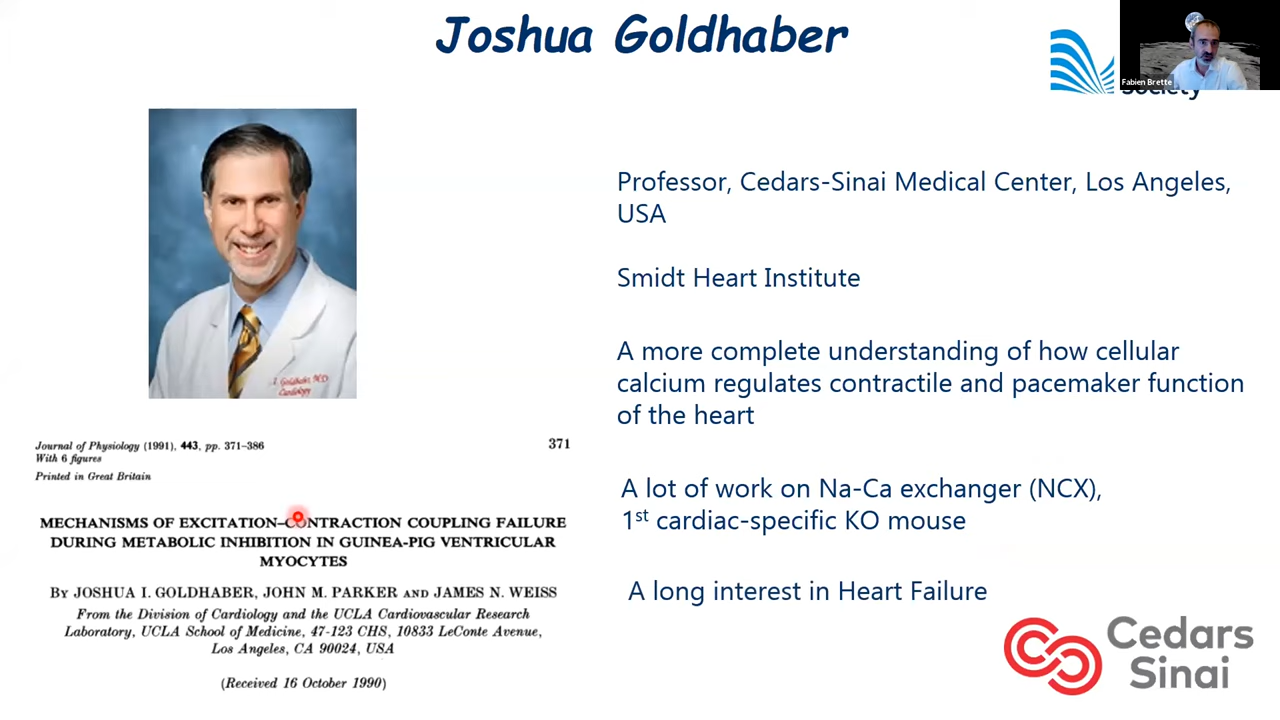 Joshua Goldhaber
Fabien Brette
Society
Professor, Cedars-Sinai Medical Center, Los Angeles,
USA
Smidt Heart Institute
A more complete understanding of how cellular
calcium regulates contractile and pacemaker function
of the heart
A lot of work on Na-Ca exchanger (NCX),
1st cardiac-specific KO mouse
A long interest in Heart Failure
J. Goldhaber, M.D.
Cardiology
Journal of Physiology (1991), 443, pp. 371–386
371
With 6 figures
Printed in Great Britain
MECHANISMS OF EXCITATION–CONTRACTION COUPLING FAILURE
DURING METABOLIC INHIBITION IN GUINEA-PIG VENTRICULAR
MYOCYTES
BY JOSHUA I. GOLDHABER, JOHN M. PARKER AND JAMES N. WEISS
From the Division of Cardiology and the UCLA Cardiovascular Research
Laboratory, UCLA School of Medicine, 47-123 CHS, 10833 LeConte Avenue,
Los Angeles, CA 90024, USA
(Received 16 October 1990)
Cedars
Sinai